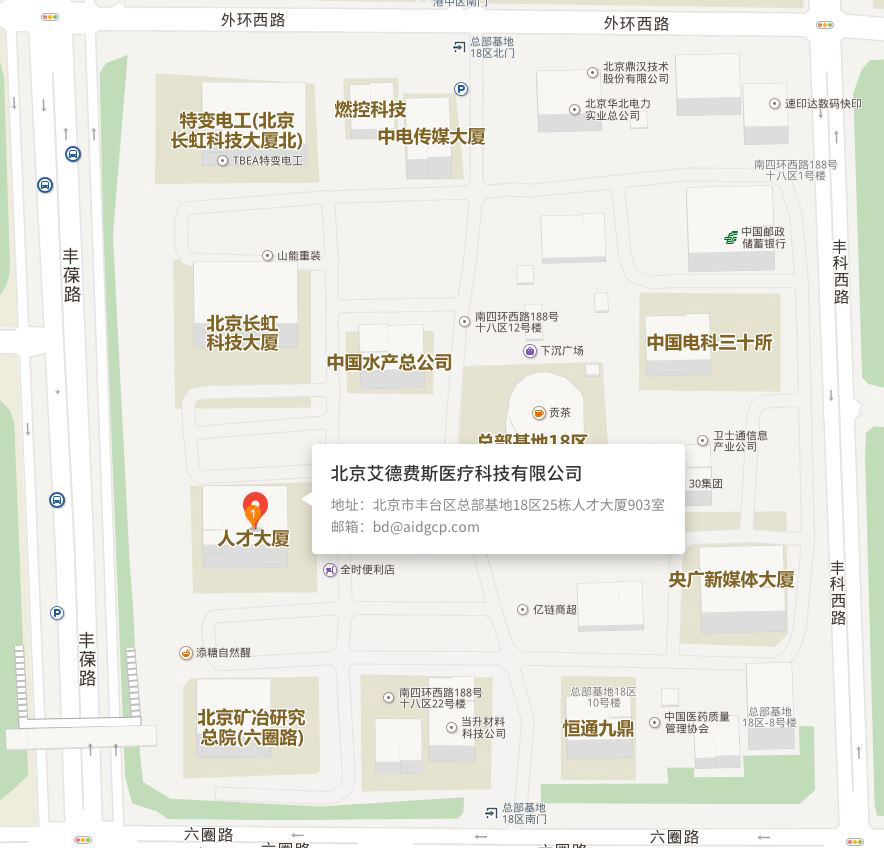 港中区南门
外环西路
外环西路
总部基地
18区北门
北京鼎汉技术
股份有限公司
特变电工(北京
长虹科技大厦北)
TBEA特变电工
燃控科技
中电传媒大厦
北京华北电力
实业总公司
速印达数码快印
南四环西路188号
十八区1号楼
中国邮政
储蓄银行
丰葆路
山能重装
丰科西路
北京长虹
科技大厦
南四环西路188号
十八区12号楼
下沉广场
中国水产总公司
中国电科三十所
贡茶
总部基地18区
卫士通信息
产业公司
北京艾德费斯医疗科技有限公司
30集团
地址：北京市丰台区总部基地18区25栋人才大厦903室
邮箱：bd@aidgcp.com
1
人才大厦
全时便利店
央广新媒体大厦
丰科西路
亿链商超
丰葆路
添糖自然醒
北京矿冶研究
总院(六圈路)
南四环西路188号
十八区22号楼
当升材料
科技公司
总部基地18区
10号楼
恒通九鼎
中国医药质量
管理协会
总部基地
18区-8号楼
总部基地
18区南门
六圈路
六圈路
六圈路
六圈路